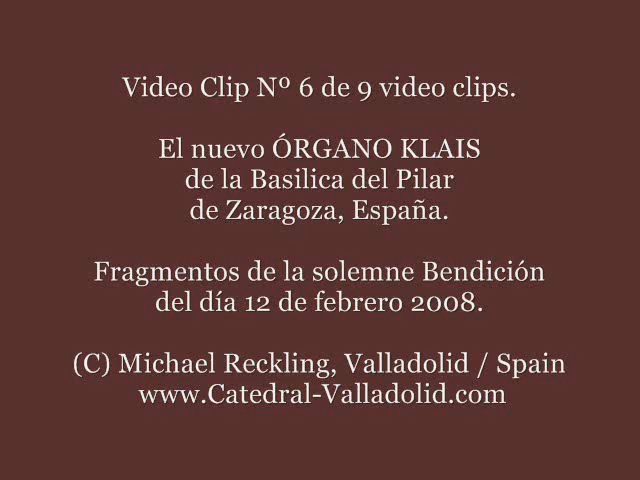 Video Clip Nº 6 de 9 video clips.
El nuevo ÓRGANO KLAIS
de la Basilica del Pilar
de Zaragoza, España.
Fragmentos de la solemne Bendición
del día 12 de febrero 2008.
(C) Michael Reckling, Valladolid / Spain
www.Catedral-Valladolid.com